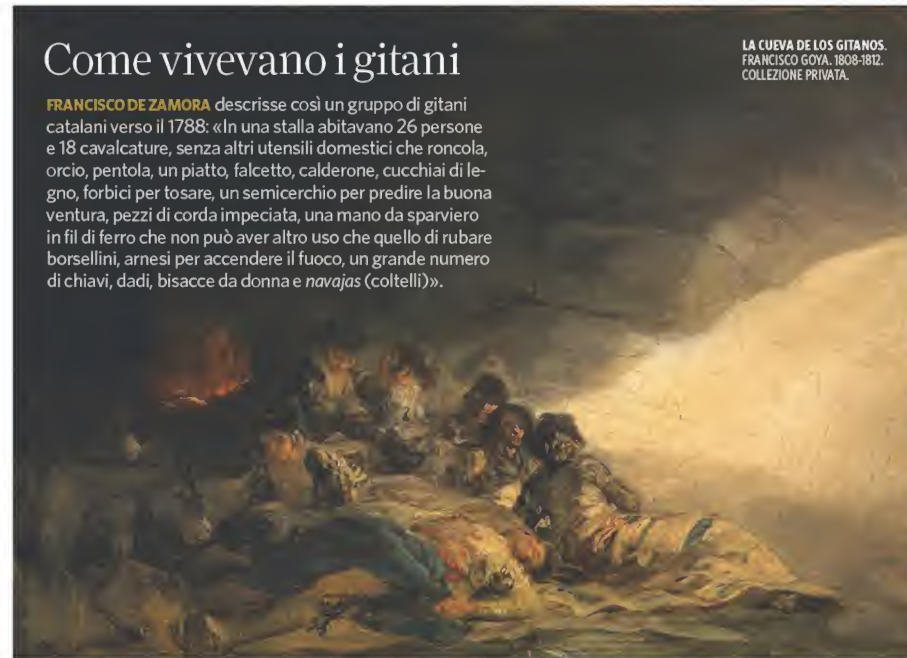 Come vivevano i gitani
FRANCISCO DE ZAMORA descrisse così un gruppo di gitani
catalani verso il 1788: «In una stalla abitavano 26 persone
e 18 cavalcature, senza altri utensili domestici che roncola,
orcio, pentola, un piatto, falcetto, calderone, cucchiai di le-
gno, forbici per tosare, un semicerchio per predire la buona
ventura, pezzi di corda impeciata, una mano da sparviero
in fil di ferro che non può aver altro uso che quello di rubare
borsellini, arnesi per accendere il fuoco, un grande numero
di chiavi, dadi, bisacce da donna e navajas (coltelli)».
LA CUEVA DE LOS GITANOS.
FRANCISCO GOYA. 1808-1812.
COLLEZIONE PRIVATA.